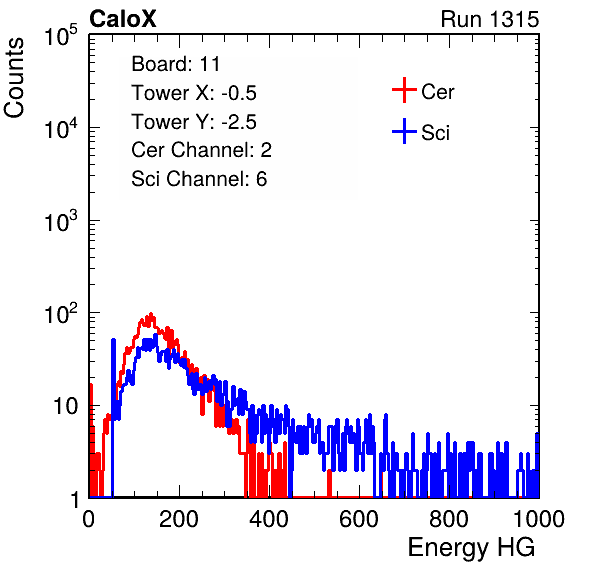 CaloX Run 1315
Counts
10^5
10^4
10^3
10^2
10
1
Board: 11
Tower X: -0.5
Tower Y: -2.5
Cer Channel: 2
Sci Channel: 6
Cer
Sci
0 200 400 600 800 1000
Energy HG